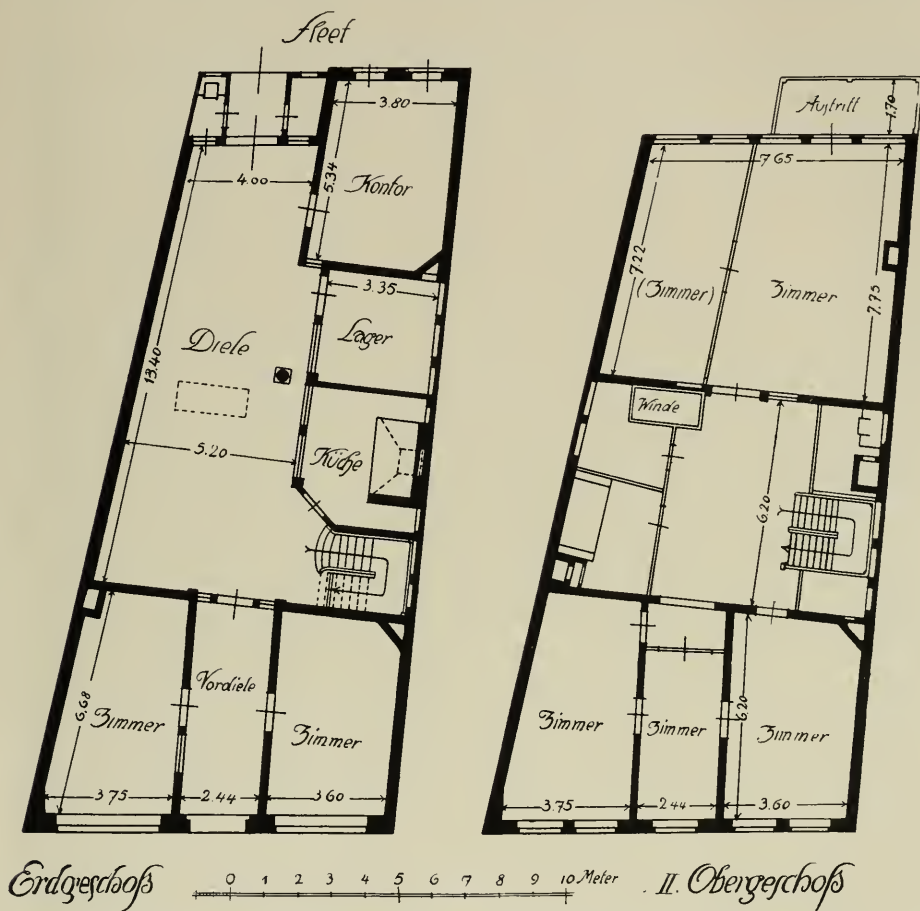 Fleet
3.80
5.34
Kontor
4.00
3.35
Lager
Diele
13.40
5.20
Küche
Vordiele
6.68
Zimmer
Zimmer
3.75
2.44
3.60
Erdgeschoß
Austritt
1.70
7.65
7.22
(Zimmer)
Zimmer
7.75
Winde
6.20
6.20
Zimmer
Zimmer
Zimmer
3.75
2.44
3.60
0 1 2 3 4 5 6 7 8 9 10 Meter
II. Obergeschoß